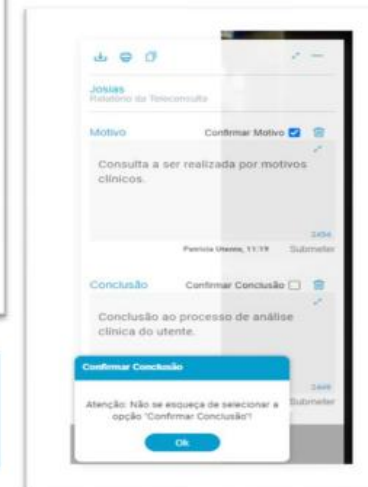 Josias
Relatório da Teleconsulta
Motivo Confirmar Motivo
Consulta a ser realizada por motivos
clínicos.
Patrícia Utente, 11:19 Submeter
Conclusão Confirmar Conclusão
Conclusão ao processo de análise
clínica do utente.
Submeter
Confirmar Conclusão
Atenção: Não se esqueça de selecionar a
opção "Confirmar Conclusão"!
Ok